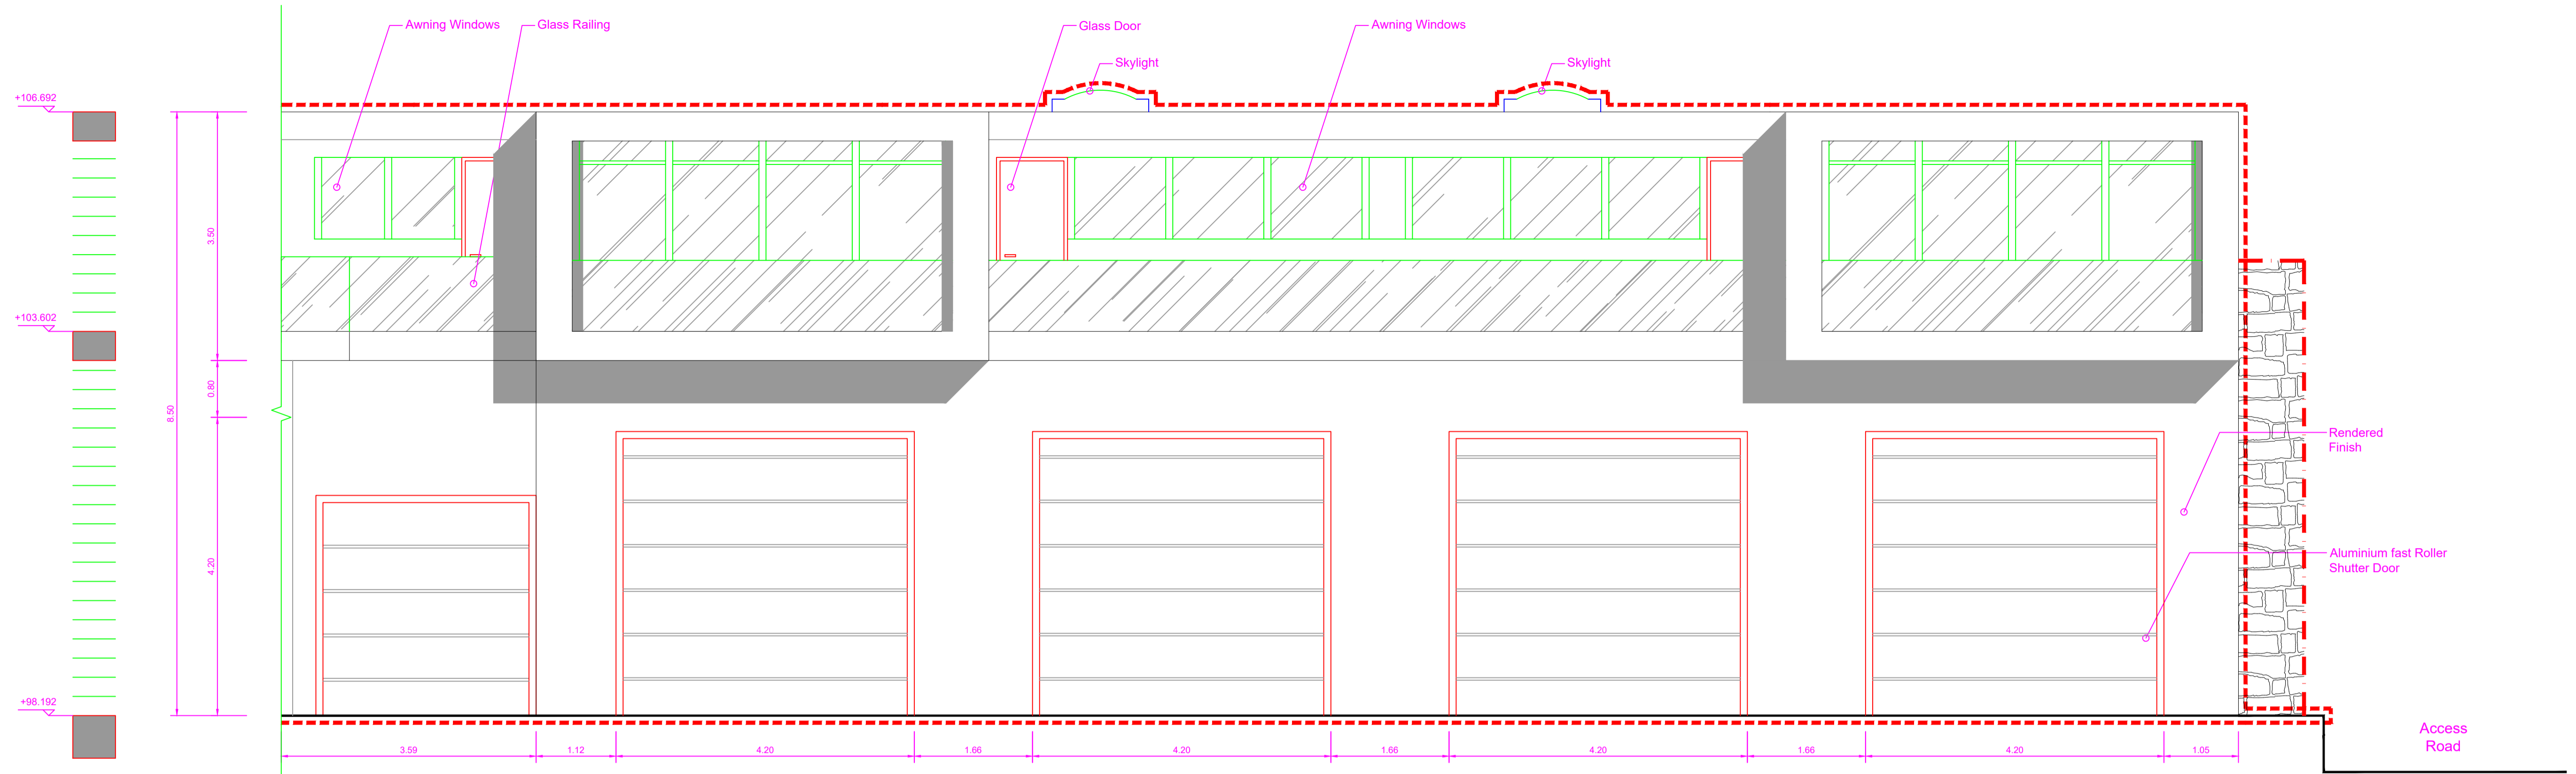 Awning Windows
Glass Railing
Glass Door
Awning Windows
Skylight
Skylight
+106.692
3.50
+103.602
0.80
8.50
4.20
+98.192
Rendered
Finish
Aluminium fast Roller
Shutter Door
Access
Road
3.59
1.12
4.20
1.66
4.20
1.66
4.20
1.66
4.20
1.05